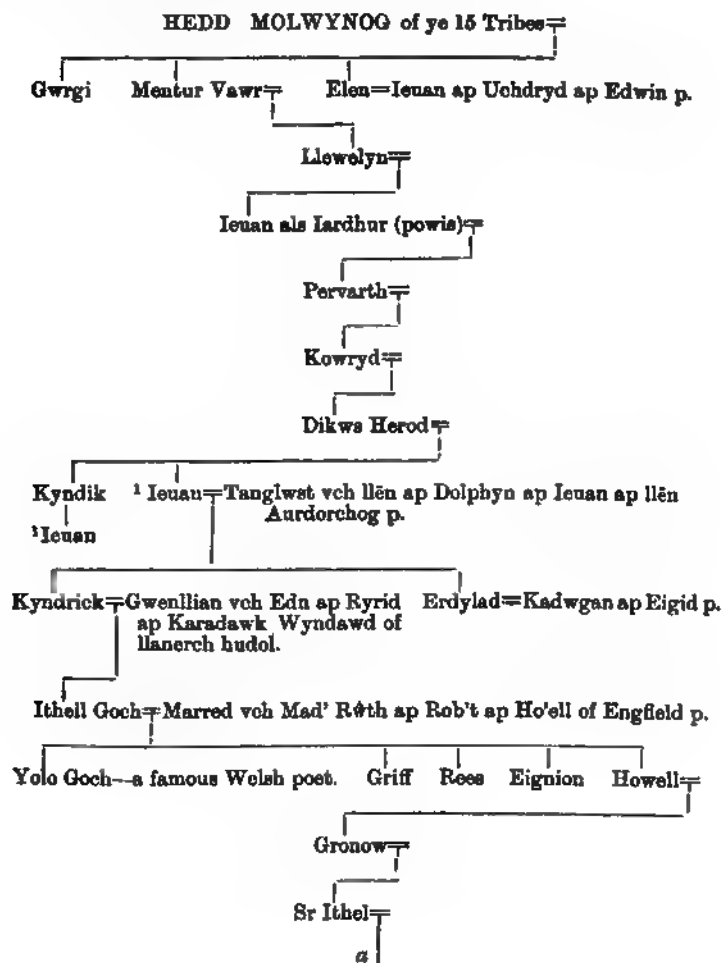 HEDD MOLWYNOG of ye 15 Tribes=
Gwrgi Mentur Vawr= Elen=Ieuan ap Uchdryd ap Edwin p.
Llewelyn=
Ieuan als Iardhur (powis)=
Pervarth=
Kowryd=
Dikws Herod=
Kyndik ¹ Ieuan=Tanglwst vch llēn ap Dolphyn ap Ieuan ap llēn
¹Ieuan Aurdorchog p.
Kyndrick=Gwenllian vch Edn ap Ryrid Erdylad=Kadwgan ap Eigid p.
ap Karadawk Wyndawd of
llanerch hudol.
Ithell Goch=Marred vch Mad' ap Rob't ap Ho'ell of Engfield p.
Yolo Goch—a famous Welsh poet. Griff Rees Eignion Howell=
Gronow=
Sr Ithel=
a